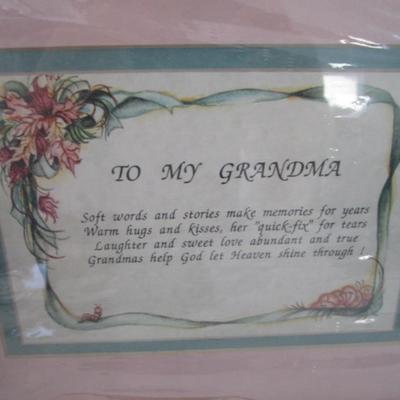 TO MY GRANDMA
Soft words and stories make memories for years
Warm hugs and kisses, her "quick-fix" for tears
Laughter and sweet love abundant and true
Grandmas help God let Heaven shine through !